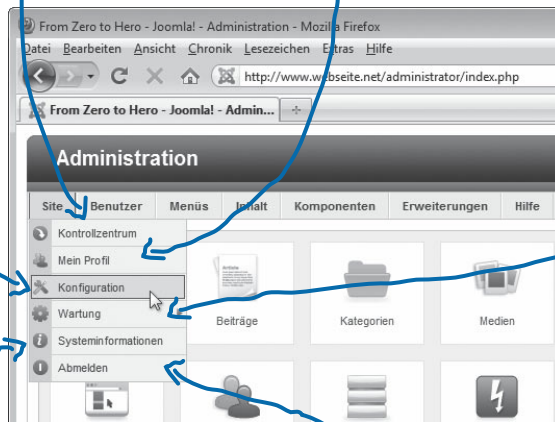 From Zero to Hero - Joomla! - Administration - Mozilla Firefox
Datei Bearbeiten Ansicht Chronik Lesezeichen Extras Hilfe
http://www.webseite.net/administrator/index.php
From Zero to Hero - Joomla! - Admin...
Administration
Site Benutzer Menüs Inhalt Komponenten Erweiterungen Hilfe
Kontrollzentrum
Mein Profil
Konfiguration
Wartung
Systeminformationen
Abmelden
Beiträge Kategorien Medien